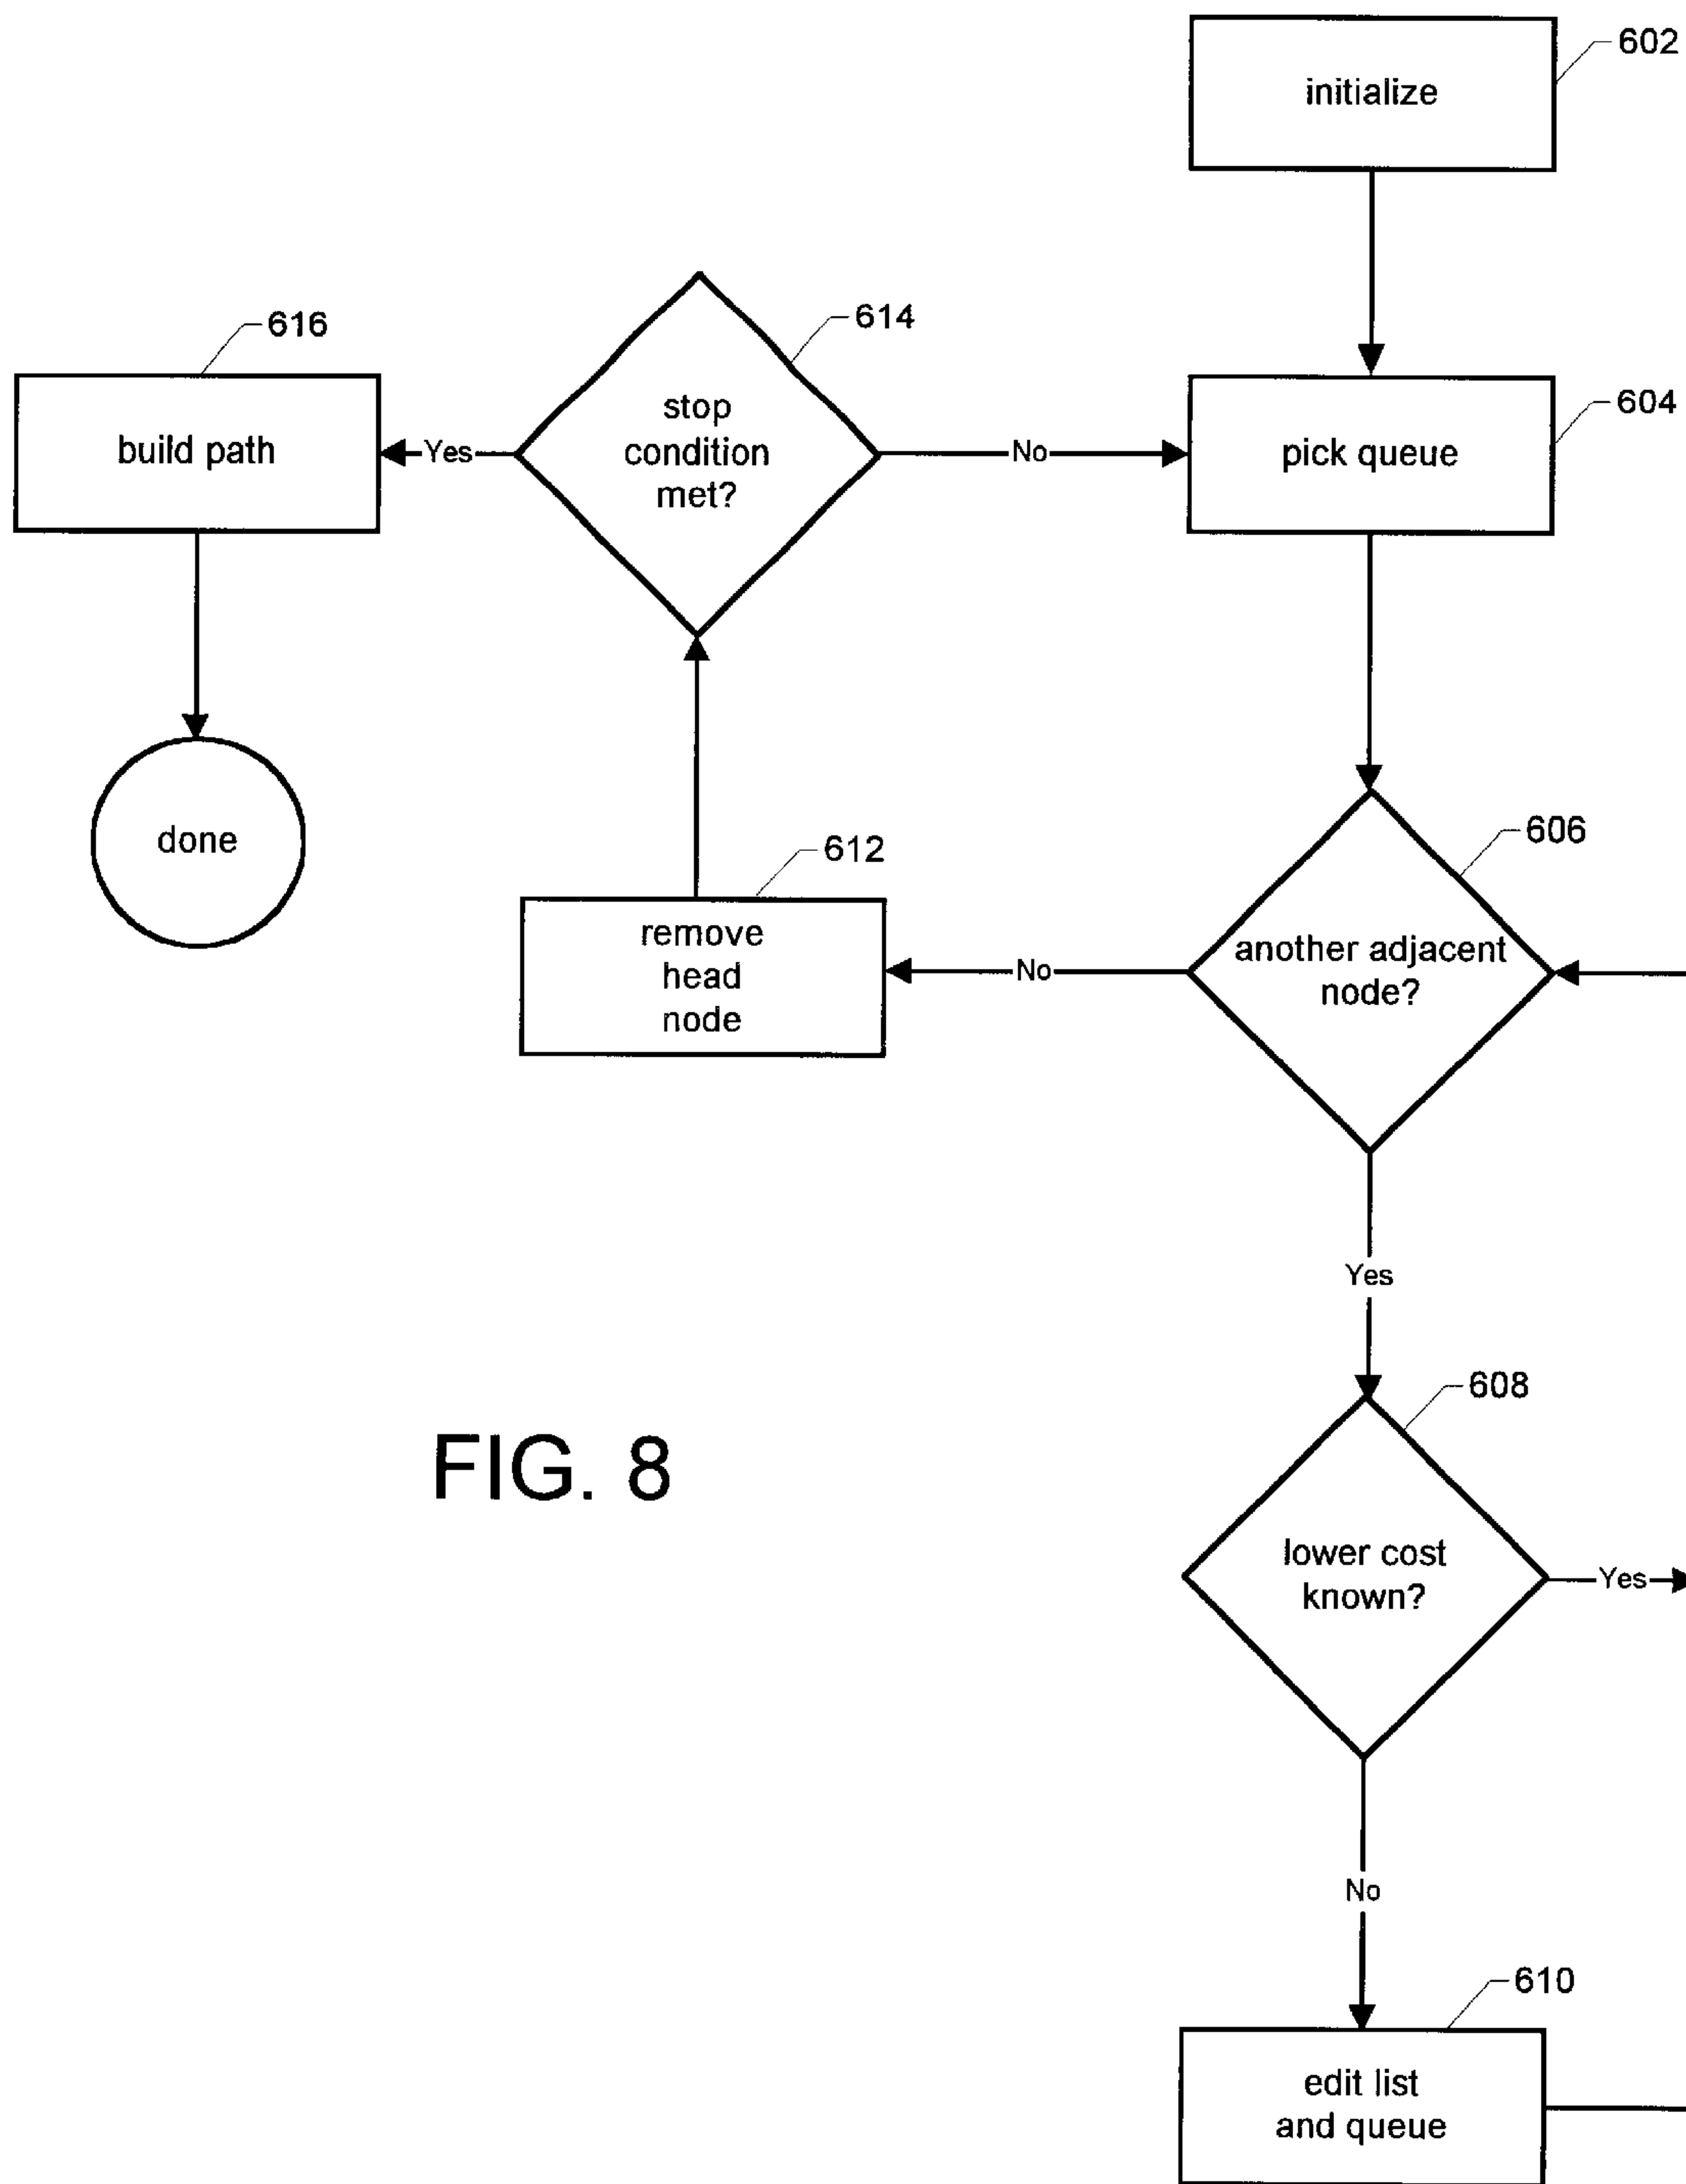 602
initialize
616
614
604
build path
Yes
stop
condition
met?
No
pick queue
606
done
612
another adjacent
node?
remove
head
node
No
Yes
608
FIG. 8
lower cost
known?
Yes
No
610
edit list
and queue